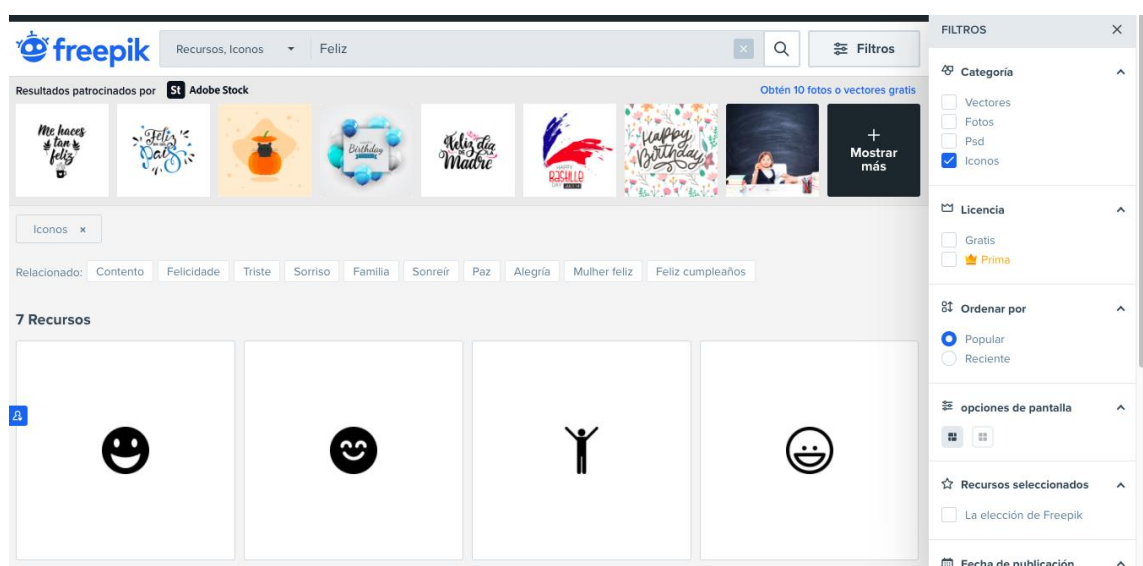 freepik
Recursos, Iconos
Feliz
Filtros
Resultados patrocinados por
St Adobe Stock
Obtén 10 fotos o vectores gratis
Me haces
tan
feliz
Feliz
Birthday
Feliz día
Madre
BASTILLE
Happy
Birthday
+
Mostrar
más
Iconos ×
Relacionado:
Contento
Felicidade
Triste
Sorriso
Familia
Sonreír
Paz
Alegría
Mulher feliz
Feliz cumpleaños
7 Recursos
FILTROS
Categoría
Vectores
Fotos
Psd
Iconos
Licencia
Gratis
Prima
Ordenar por
Popular
Reciente
opciones de pantalla
Recursos seleccionados
La elección de Freepik
Fecha de publicación